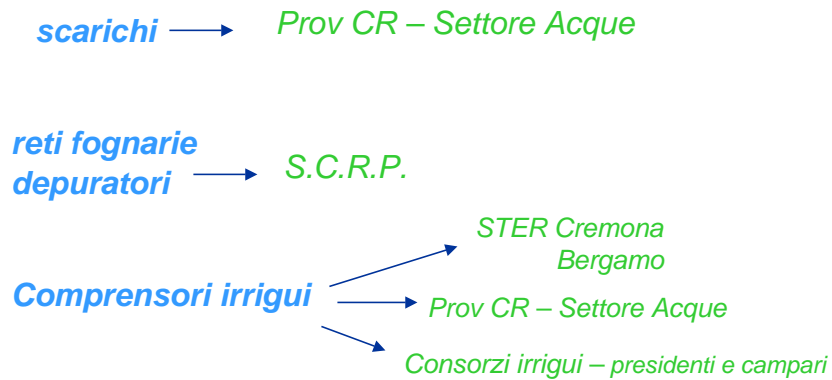 scarichi Prov CR – Settore Acque
reti fognarie
depuratori S.C.R.P.
STER Cremona
Bergamo
Comprensori irrigui
Prov CR – Settore Acque
Consorzi irrigui – presidenti e campari